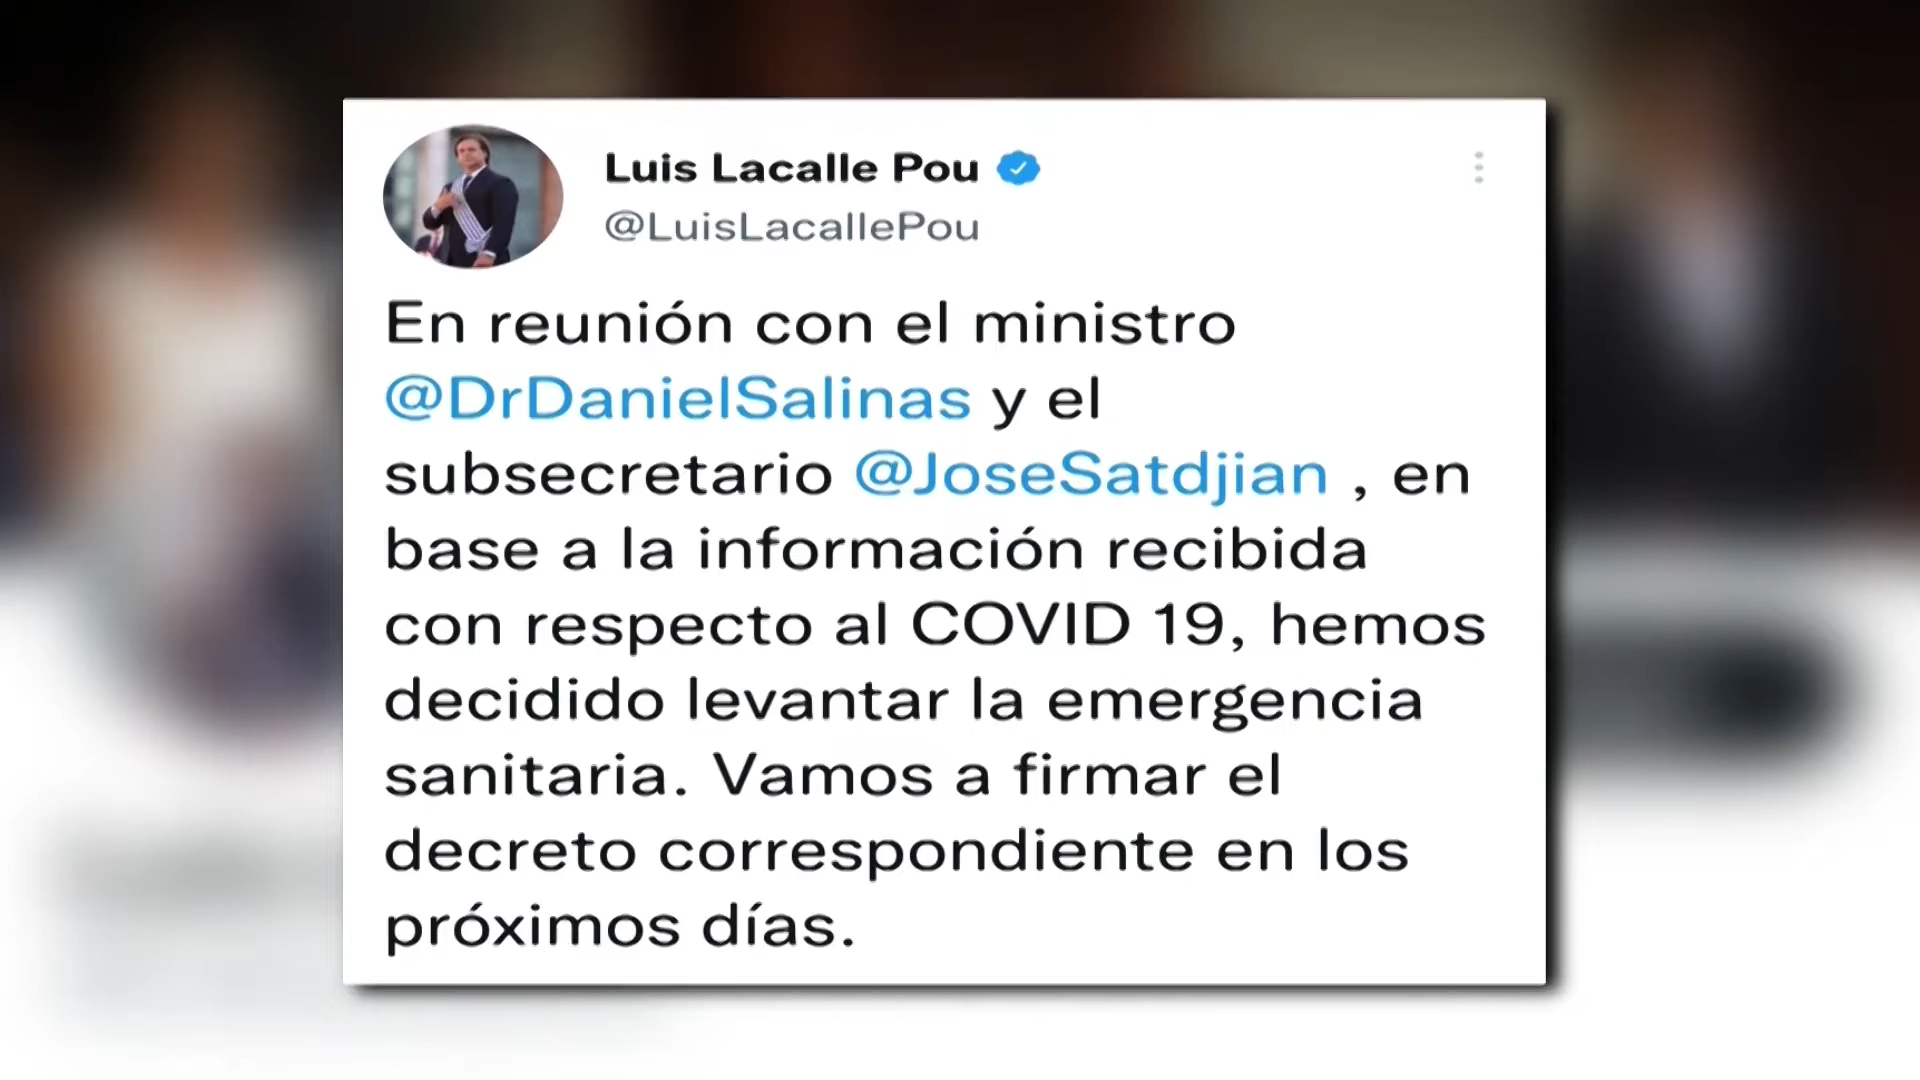 Luis Lacalle Pou
@LuisLacallePou
En reunión con el ministro
@DrDanielSalinas y el
subsecretario @JoseSatdjian , en
base a la información recibida
con respecto al COVID 19, hemos
decidido levantar la emergencia
sanitaria. Vamos a firmar el
decreto correspondiente en los
próximos días.